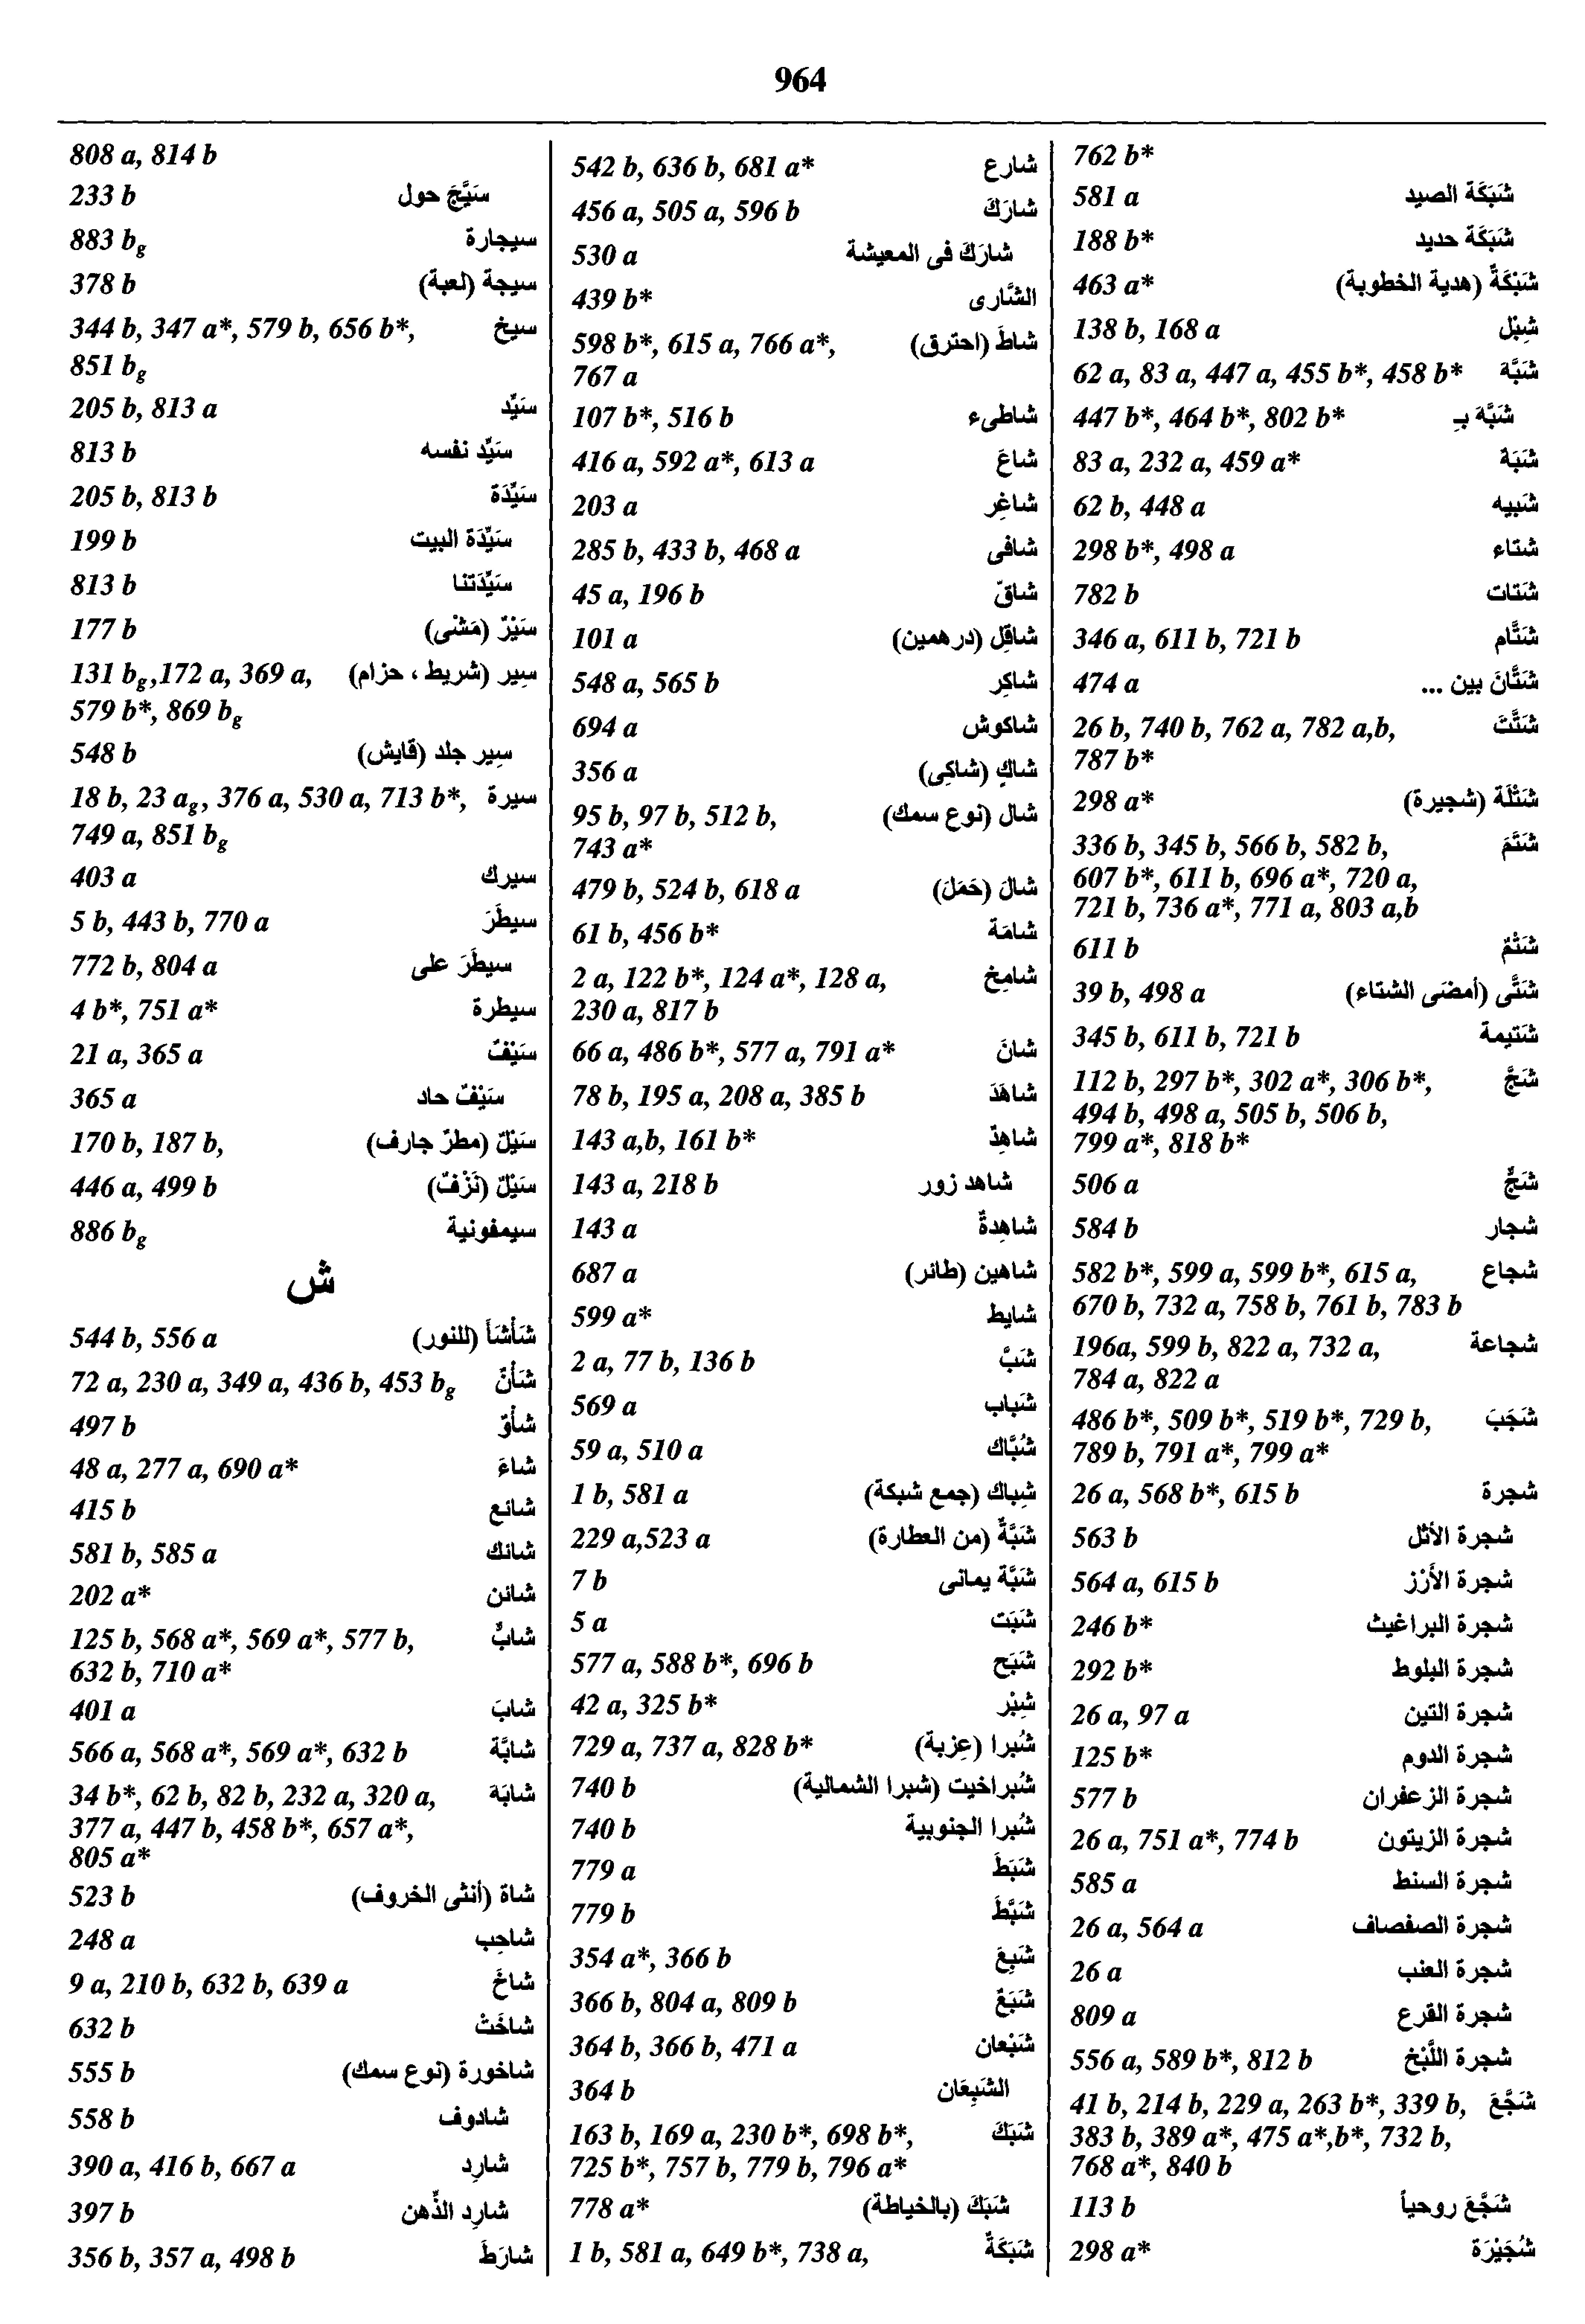 964
808 a, 814 b
233 b سَيَّجَ حول
883 bg سيجارة
378 b سيجة (لعبة)
344 b, 347 a*, 579 b, 656 b*, سيخ
851 bg
205 b, 813 a سَيِّد
813 b سَيِّد نفسه
205 b, 813 b سَيِّدَة
199 b سَيِّدَة البيت
813 b سَيِّدَتنا
177 b سَيْرٌ (مَشْى)
131 bg,172 a, 369 a, سِير (شريط ، حزام)
579 b*, 869 bg
548 b سِير جلد (قايش)
18 b, 23 ag, 376 a, 530 a, 713 b*, سيرة
749 a, 851 bg
403 a سيرك
5 b, 443 b, 770 a سيطَرَ
772 b, 804 a سيطَرَ على
4 b*, 751 a* سيطرة
21 a, 365 a سَيْفٌ
365 a سَيْفٌ حاد
170 b, 187 b, سَيْلٌ (مطرٌ جارف)
446 a, 499 b سَيْلٌ (نَزْفٌ)
886 bg سيمفونية
ش
544 b, 556 a شَأشَأَ (للنور)
72 a, 230 a, 349 a, 436 b, 453 bg شَأنٌ
497 b شأوٌ
48 a, 277 a, 690 a* شاءَ
415 b شائع
581 b, 585 a شائك
202 a* شائن
125 b, 568 a*, 569 a*, 577 b, شابٌّ
632 b, 710 a*
401 a شابَ
566 a, 568 a*, 569 a*, 632 b شابَّة
34 b*, 62 b, 82 b, 232 a, 320 a, شابَهَ
377 a, 447 b, 458 b*, 657 a*,
805 a*
523 b شاة (أنثى الخروف)
248 a شاحِب
9 a, 210 b, 632 b, 639 a شاخَ
632 b شاخَتْ
555 b شاخورة (نوع سمك)
558 b شادوف
390 a, 416 b, 667 a شارِد
397 b شارِد الذِّهن
356 b, 357 a, 498 b شارَطَ
542 b, 636 b, 681 a* شارع
456 a, 505 a, 596 b شارَكَ
530 a شارَكَ فى المعيشة
439 b* الشَّارى
598 b*, 615 a, 766 a*, شاطَ (احترق)
767 a
107 b*, 516 b شاطىء
416 a, 592 a*, 613 a شاعَ
203 a شاغِر
285 b, 433 b, 468 a شافى
45 a, 196 b شاقّ
101 a شاقِل (درهمين)
548 a, 565 b شاكِر
694 a شاكوش
356 a شاكٍ (شاكِى)
95 b, 97 b, 512 b, شال (نوع سمك)
743 a*
479 b, 524 b, 618 a شالَ (حَمَلَ)
61 b, 456 b* شامَة
2 a, 122 b*, 124 a*, 128 a, شامِخ
230 a, 817 b
66 a, 486 b*, 577 a, 791 a* شانَ
78 b, 195 a, 208 a, 385 b شاهَدَ
143 a,b, 161 b* شاهِدٌ
143 a, 218 b شاهد زور
143 a شاهِدةٌ
687 a شاهين (طائر)
599 a* شايط
2 a, 77 b, 136 b شَبَّ
569 a شَباب
59 a, 510 a شُبَّاك
1 b, 581 a شِباك (جمع شبكة)
229 a,523 a شَبَّةٌ (من العطارة)
7 b شَبَّة يمانى
5 a شَبَت
577 a, 588 b*, 696 b شَبَح
42 a, 325 b* شِبْر
729 a, 737 a, 828 b* شُبرا (عِزبة)
740 b شُبراخيت (شبرا الشمالية)
740 b شُبرا الجنوبية
779 a شَبَطَ
779 b شَبَّطَ
354 a*, 366 b شَبِعَ
366 b, 804 a, 809 b شَبَعٌ
364 b, 366 b, 471 a شَبْعان
364 b الشَبِعَان
163 b, 169 a, 230 b*, 698 b*, شَبَكَ
725 b*, 757 b, 779 b, 796 a*
778 a* شَبَكَ (بالخياطة)
1 b, 581 a, 649 b*, 738 a, شَبَكَةٌ
762 b*
581 a شَبَكَة الصيد
188 b* شَبَكَة حديد
463 a* شَبْكَةٌ (هدية الخطوبة)
138 b, 168 a شِبْل
62 a, 83 a, 447 a, 455 b*, 458 b* شَبَّهَ
447 b*, 464 b*, 802 b* شَبَّهَ بِـ
83 a, 232 a, 459 a* شَبَهٌ
62 b, 448 a شَبيه
298 b*, 498 a شتاء
782 b شَتات
346 a, 611 b, 721 b شَتَّام
474 a شَتَّانَ بين ...
26 b, 740 b, 762 a, 782 a,b, شَتَّتَ
787 b*
298 a* شَتْلَة (شجيرة)
336 b, 345 b, 566 b, 582 b, شَتَمَ
607 b*, 611 b, 696 a*, 720 a,
721 b, 736 a*, 771 a, 803 a,b
611 b شَتْمٌ
39 b, 498 a شَتَّى (أمضَى الشتاء)
345 b, 611 b, 721 b شَتيمة
112 b, 297 b*, 302 a*, 306 b*, شَجَّ
494 b, 498 a, 505 b, 506 b,
799 a*, 818 b*
506 a شَجٌّ
584 b شجار
582 b*, 599 a, 599 b*, 615 a, شجاع
670 b, 732 a, 758 b, 761 b, 783 b
196a, 599 b, 822 a, 732 a, شجاعة
784 a, 822 a
486 b*, 509 b*, 519 b*, 729 b, شَجَبَ
789 b, 791 a*, 799 a*
26 a, 568 b*, 615 b شجرة
563 b شجرة الأثل
564 a, 615 b شجرة الأَرْز
246 b* شجرة البراغيث
292 b* شجرة البلوط
26 a, 97 a شجرة التين
125 b* شجرة الدوم
577 b شجرة الزعفران
26 a, 751 a*, 774 b شجرة الزيتون
585 a شجرة السنط
26 a, 564 a شجرة الصفصاف
26 a شجرة العنب
809 a شجرة القرع
556 a, 589 b*, 812 b شجرة اللَّبْخ
41 b, 214 b, 229 a, 263 b*, 339 b, شَجَّعَ
383 b, 389 a*, 475 a*,b*, 732 b,
768 a*, 840 b
113 b شَجَّعَ روحياً
298 a* شُجَيْرَة